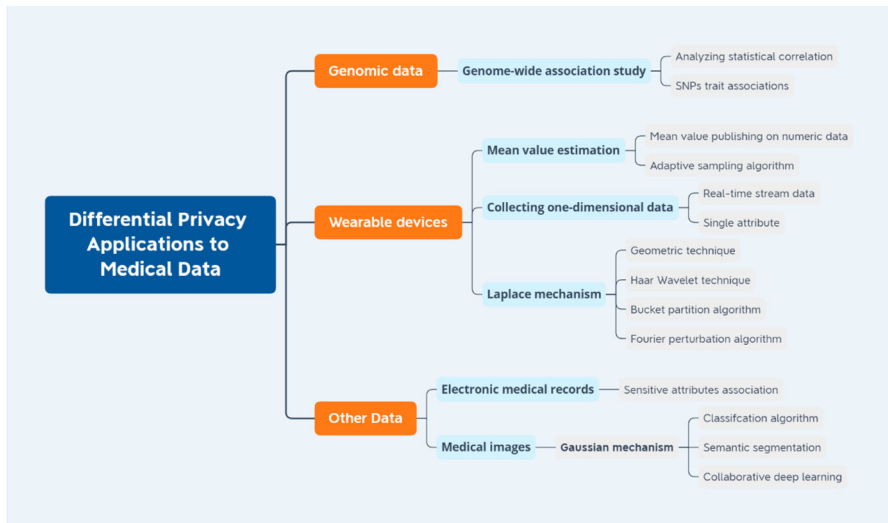 Differential Privacy
Applications to
Medical Data
Genomic data
Genome-wide association study
Analyzing statistical correlation
SNPs trait associations
Wearable devices
Mean value estimation
Mean value publishing on numeric data
Adaptive sampling algorithm
Collecting one-dimensional data
Real-time stream data
Single attribute
Laplace mechanism
Geometric technique
Haar Wavelet technique
Bucket partition algorithm
Fourier perturbation algorithm
Other Data
Electronic medical records
Sensitive attributes association
Medical images
Gaussian mechanism
Classifcation algorithm
Semantic segmentation
Collaborative deep learning